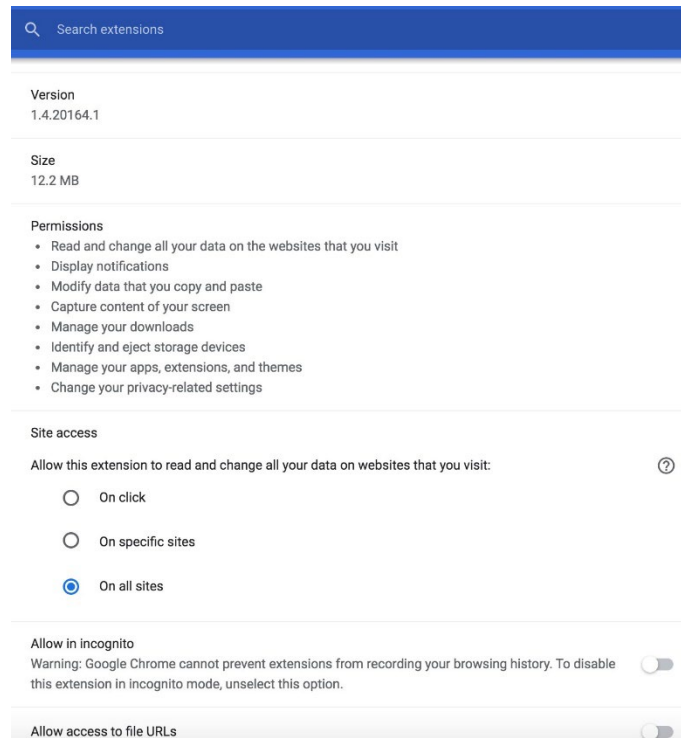 Search extensions
Version
1.4.20164.1
Size
12.2 MB
Permissions
• Read and change all your data on the websites that you visit
• Display notifications
• Modify data that you copy and paste
• Capture content of your screen
• Manage your downloads
• Identify and eject storage devices
• Manage your apps, extensions, and themes
• Change your privacy-related settings
Site access
Allow this extension to read and change all your data on websites that you visit:
On click
On specific sites
On all sites
Allow in incognito
Warning: Google Chrome cannot prevent extensions from recording your browsing history. To disable
this extension in incognito mode, unselect this option.
Allow access to file URLs